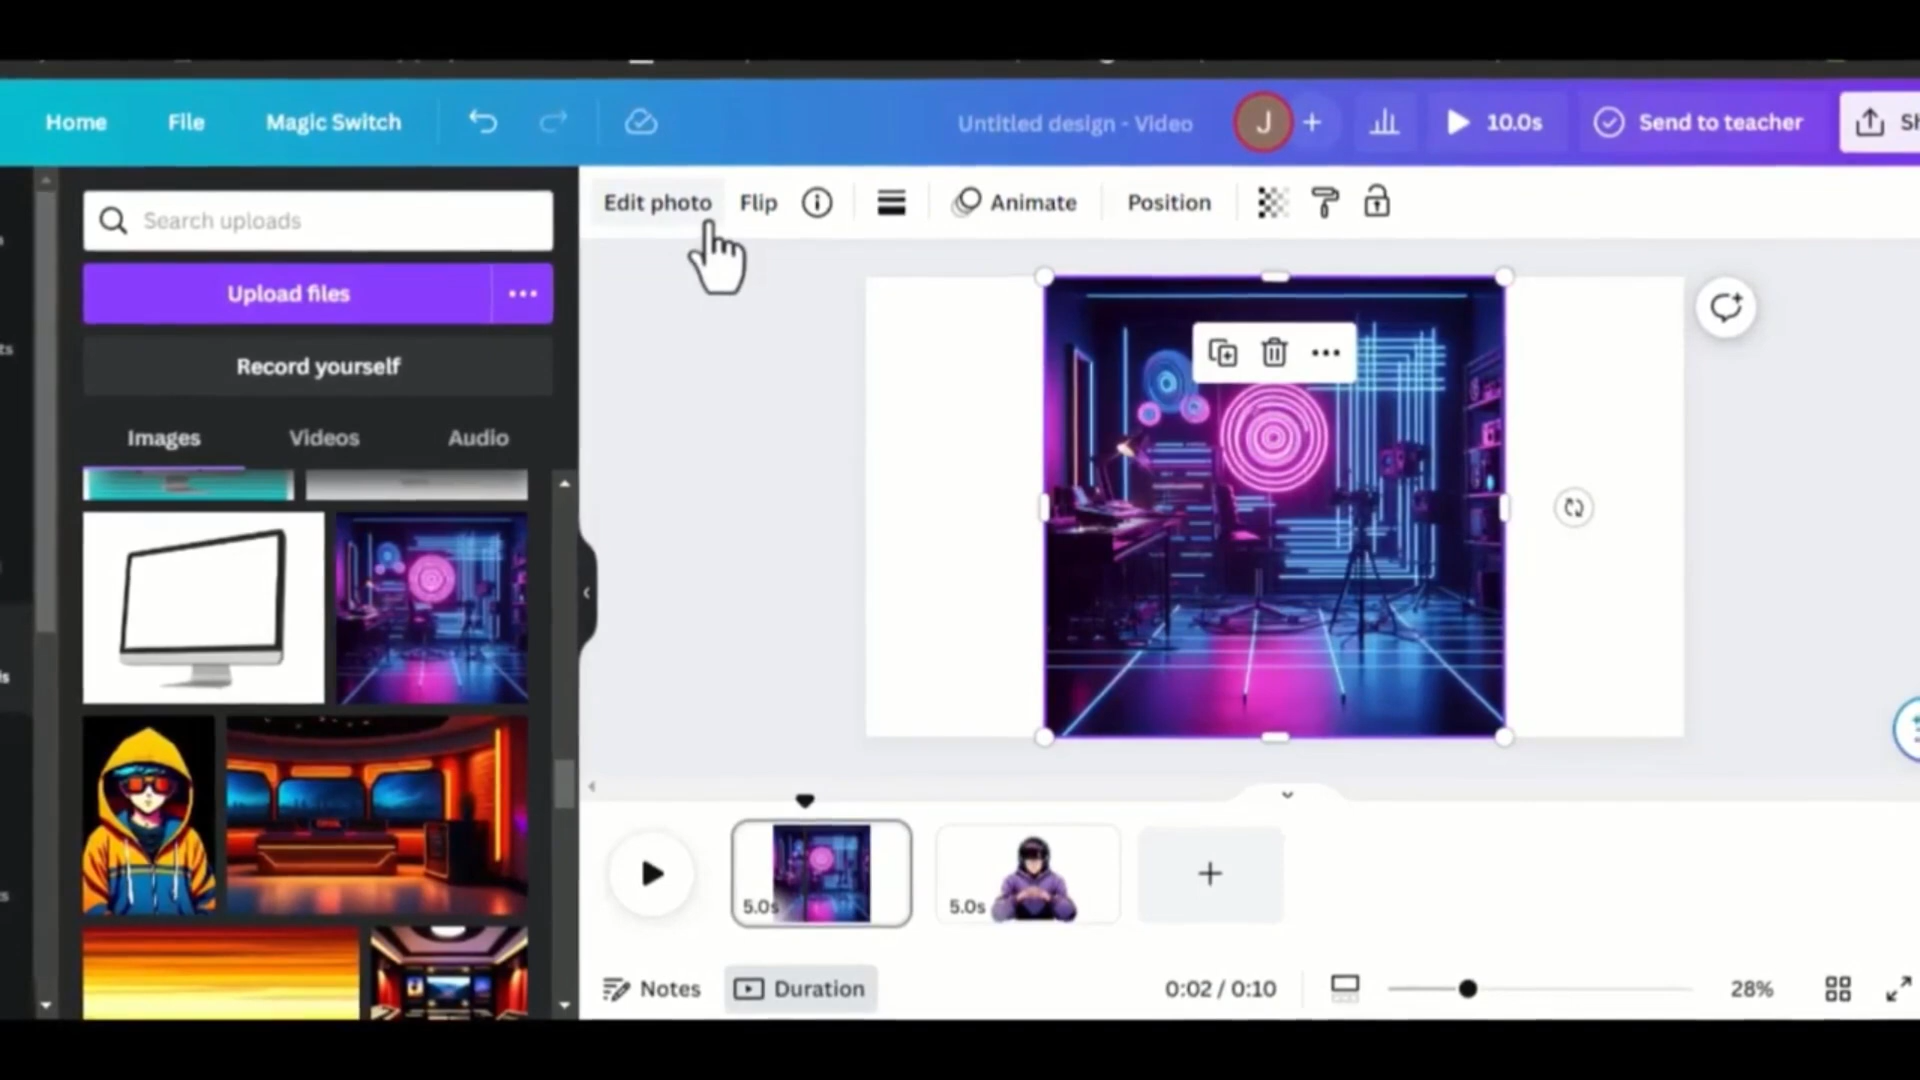 Home File Magic Switch Untitled design - Video J + 10.0s Send to teacher Sh
Edit photo Flip Animate Position
Search uploads
Upload files
Record yourself
Images Videos Audio
5.0s 5.0s
Notes Duration 0:02 / 0:10 28%